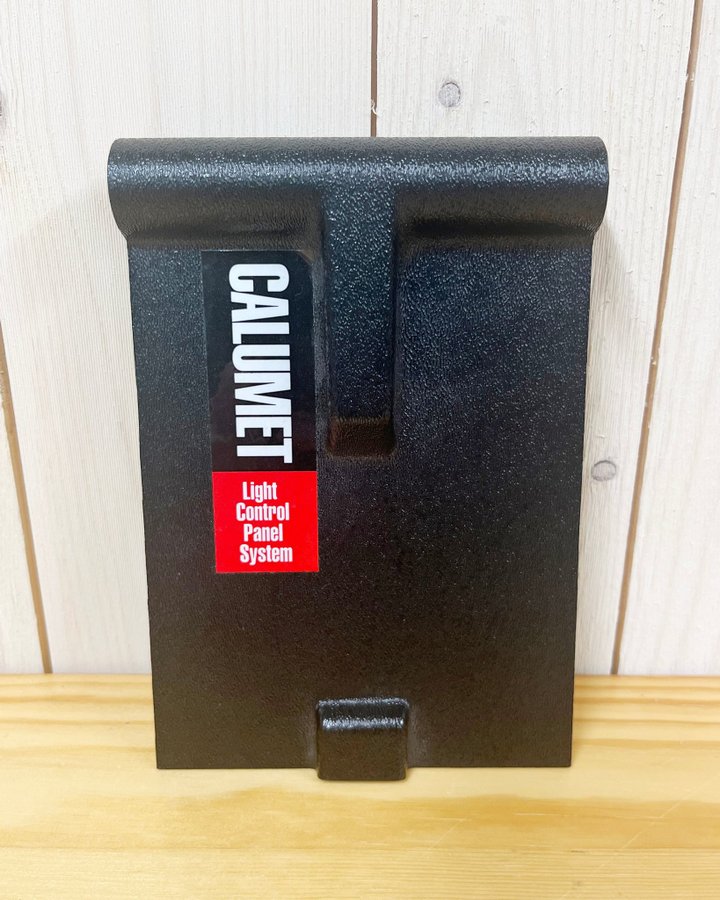 CALUMET
Light
Control
Panel
System